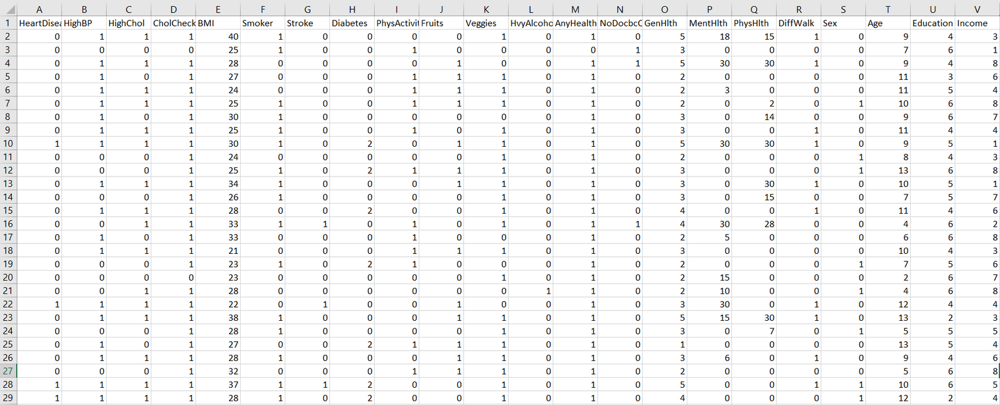 A B C D E F G H I J K L M N O P Q R S T U V
1 HeartDisea HighBP HighChol CholCheck BMI Smoker Stroke Diabetes PhysActivit Fruits Veggies HvyAlcoho AnyHealth NoDocbcC GenHlth MentHlth PhysHlth DiffWalk Sex Age Education Income
2 0 1 1 1 40 1 0 0 0 0 1 0 1 0 5 18 15 1 0 9 4 3
3 0 0 0 0 25 1 0 0 1 0 0 0 0 1 3 0 0 0 0 7 6 1
4 0 1 1 1 28 0 0 0 0 1 0 0 1 1 5 30 30 1 0 9 4 8
5 0 1 0 1 27 0 0 0 1 1 1 0 1 0 2 0 0 0 0 11 3 6
6 0 1 1 1 24 0 0 0 1 1 1 0 1 0 2 3 0 0 0 11 5 4
7 0 1 1 1 25 1 0 0 1 1 1 0 1 0 2 0 2 0 1 10 6 8
8 0 1 0 1 30 1 0 0 0 0 0 0 1 0 3 0 14 0 0 9 6 7
9 0 1 1 1 25 1 0 0 1 0 1 0 1 0 3 0 0 1 0 11 4 4
10 1 1 1 1 30 1 0 2 0 1 1 0 1 0 5 30 30 1 0 9 5 1
11 0 0 0 1 24 0 0 0 0 0 1 0 1 0 2 0 0 0 1 8 4 3
12 0 0 0 1 25 1 0 2 1 1 1 0 1 0 3 0 0 0 1 13 6 8
13 0 1 1 1 34 1 0 0 0 1 1 0 1 0 3 0 30 1 0 10 5 1
14 0 0 0 1 26 1 0 0 0 0 1 0 1 0 3 0 15 0 0 7 5 7
15 0 1 1 1 28 0 0 2 0 0 1 0 1 0 4 0 0 1 0 11 4 6
16 0 0 1 1 33 1 1 0 1 0 1 0 1 1 4 30 28 0 0 4 6 2
17 0 1 0 1 33 0 0 0 1 0 0 0 1 0 2 5 0 0 0 6 6 8
18 0 1 1 1 21 0 0 0 1 1 1 0 1 0 3 0 0 0 0 10 4 3
19 0 0 0 1 23 1 0 2 1 0 0 0 1 0 2 0 0 0 1 7 5 6
20 0 0 0 0 23 0 0 0 0 0 1 0 1 0 2 15 0 0 0 2 6 7
21 0 0 1 1 28 0 0 0 0 0 0 1 1 0 2 10 0 0 1 4 6 8
22 1 1 1 1 22 0 1 0 0 1 0 0 1 0 3 30 0 1 0 12 4 4
23 0 1 1 1 38 1 0 0 0 1 1 0 1 0 5 15 30 1 0 13 2 3
24 0 0 0 1 28 1 0 0 0 0 1 0 1 0 3 0 7 0 1 5 5 5
25 0 1 0 1 27 0 0 2 1 1 1 0 1 0 1 0 0 0 0 13 5 4
26 0 1 1 1 28 1 0 0 0 1 1 0 1 0 3 6 0 1 0 9 4 6
27 0 0 0 1 32 0 0 0 1 1 1 0 1 0 2 0 0 0 0 5 6 8
28 1 1 1 1 37 1 1 2 0 0 1 0 1 0 5 0 0 1 1 10 6 5
29 1 1 1 1 28 1 0 2 0 0 1 0 1 0 4 0 0 0 1 12 2 4